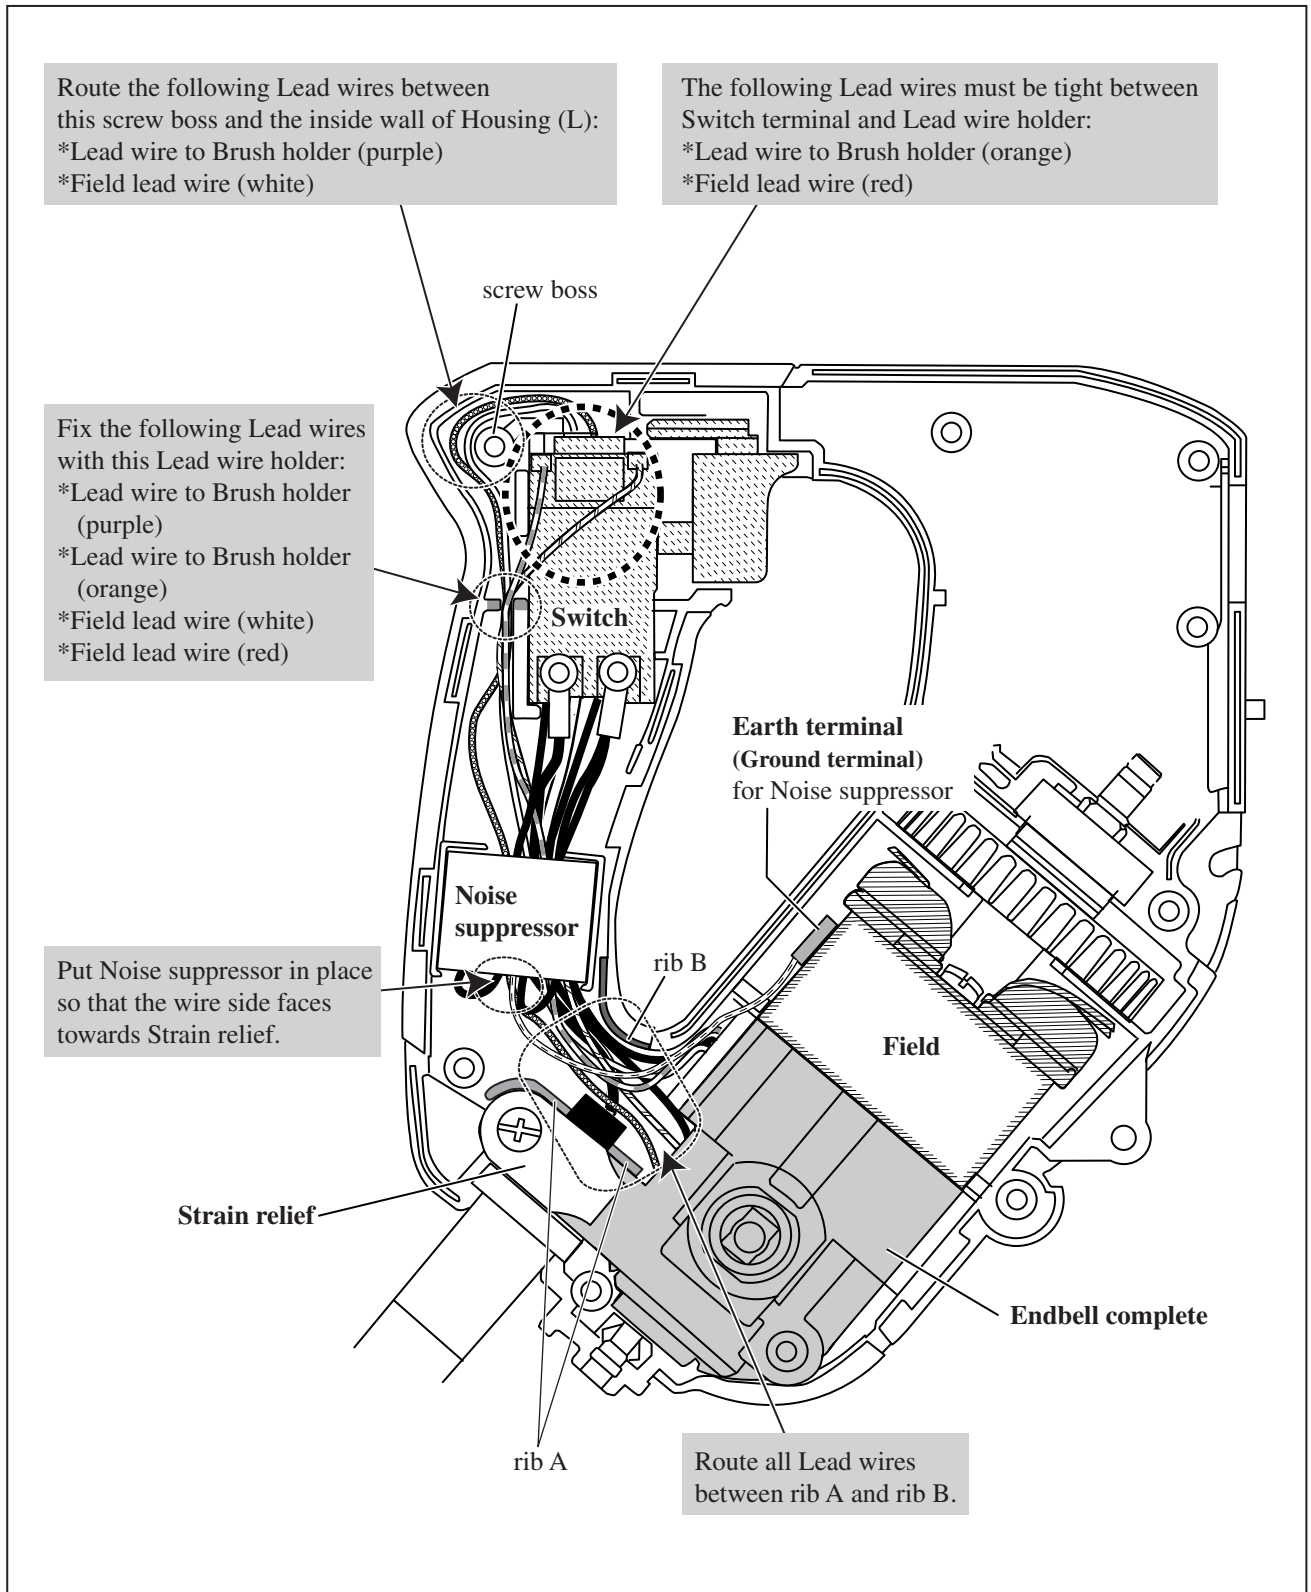 Route the following Lead wires between
this screw boss and the inside wall of Housing (L):
*Lead wire to Brush holder (purple)
*Field lead wire (white)
The following Lead wires must be tight between
Switch terminal and Lead wire holder:
*Lead wire to Brush holder (orange)
*Field lead wire (red)
screw boss
Fix the following Lead wires
with this Lead wire holder:
*Lead wire to Brush holder
(purple)
*Lead wire to Brush holder
(orange)
*Field lead wire (white)
*Field lead wire (red)
Switch
Earth terminal
(Ground terminal)
for Noise suppressor
Noise
suppressor
Put Noise suppressor in place
so that the wire side faces
towards Strain relief.
rib B
Field
Strain relief
Endbell complete
rib A
Route all Lead wires
between rib A and rib B.